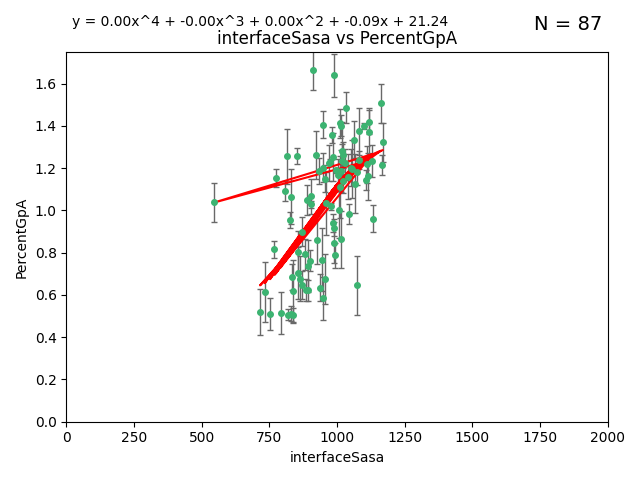 y = 0.00x^4 + -0.00x^3 + 0.00x^2 + -0.09x + 21.24
N = 87
interfaceSasa vs PercentGpA
PercentGpA
1.6
1.4
1.2
1.0
0.8
0.6
0.4
0.2
0.0
0 250 500 750 1000 1250 1500 1750 2000
interfaceSasa